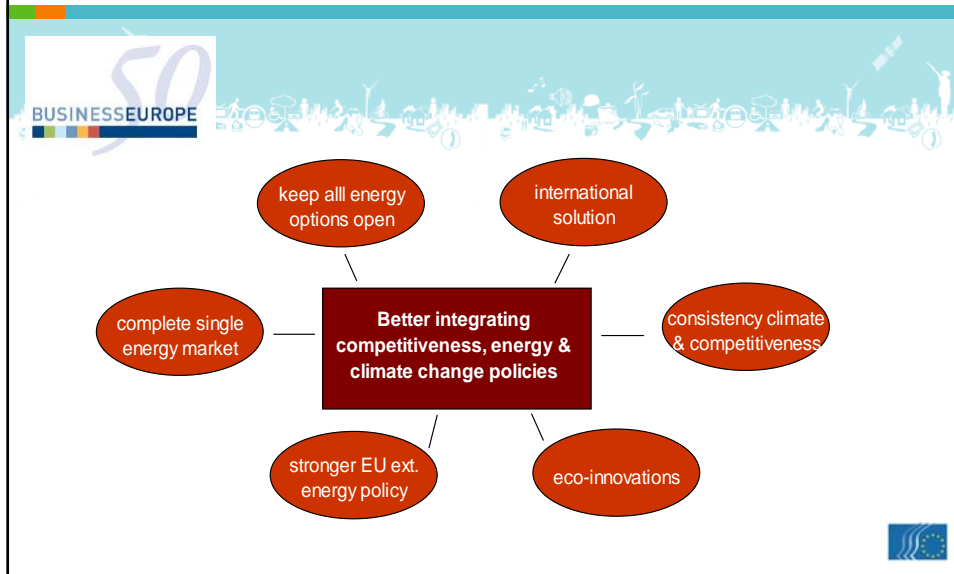 50
BUSINESSEUROPE
keep alll energy
options open
international
solution
complete single
energy market
Better integrating
competitiveness, energy &
climate change policies
consistency climate
& competitiveness
stronger EU ext.
energy policy
eco-innovations